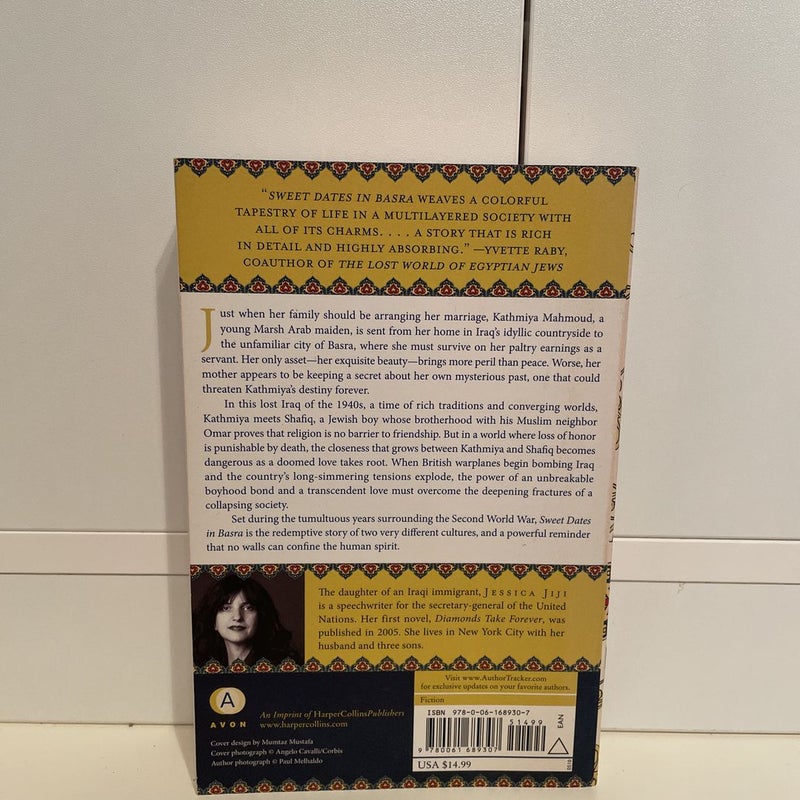 “SWEET DATES IN BASRA WEAVES A COLORFUL
TAPESTRY OF LIFE IN A MULTILAYERED SOCIETY WITH
ALL OF ITS CHARMS. . . . A STORY THAT IS RICH
IN DETAIL AND HIGHLY ABSORBING.” —YVETTE RABY,
COAUTHOR OF THE LOST WORLD OF EGYPTIAN JEWS
Just when her family should be arranging her marriage, Kathmiya Mahmoud, a
young Marsh Arab maiden, is sent from her home in Iraq’s idyllic countryside to
the unfamiliar city of Basra, where she must survive on her paltry earnings as a
servant. Her only asset—her exquisite beauty—brings more peril than peace. Worse, her
mother appears to be keeping a secret about her own mysterious past, one that could
threaten Kathmiya’s destiny forever.
In this lost Iraq of the 1940s, a time of rich traditions and converging worlds,
Kathmiya meets Shafiq, a Jewish boy whose brotherhood with his Muslim neighbor
Omar proves that religion is no barrier to friendship. But in a world where loss of honor
is punishable by death, the closeness that grows between Kathmiya and Shafiq becomes
dangerous as a doomed love takes root. When British warplanes begin bombing Iraq
and the country’s long-simmering tensions explode, the power of an unbreakable
boyhood bond and a transcendent love must overcome the deepening fractures of a
collapsing society.
Set during the tumultuous years surrounding the Second World War, Sweet Dates
in Basra is the redemptive story of two very different cultures, and a powerful reminder
that no walls can confine the human spirit.
The daughter of an Iraqi immigrant, JESSICA JIJI
is a speechwriter for the secretary-general of the United
Nations. Her first novel, Diamonds Take Forever, was
published in 2005. She lives in New York City with her
husband and three sons.
Visit www.AuthorTracker.com
for exclusive updates on your favorite authors.
Fiction
A
AVON
An Imprint of HarperCollinsPublishers
www.harpercollins.com
Cover design by Mumtaz Mustafa
Cover photograph © Angelo Cavalli/Corbis
Author photograph © Paul Melhaldo
ISBN 978-0-06-168930-7
51499
EAN
9 780061 689307
USA $14.99
0510